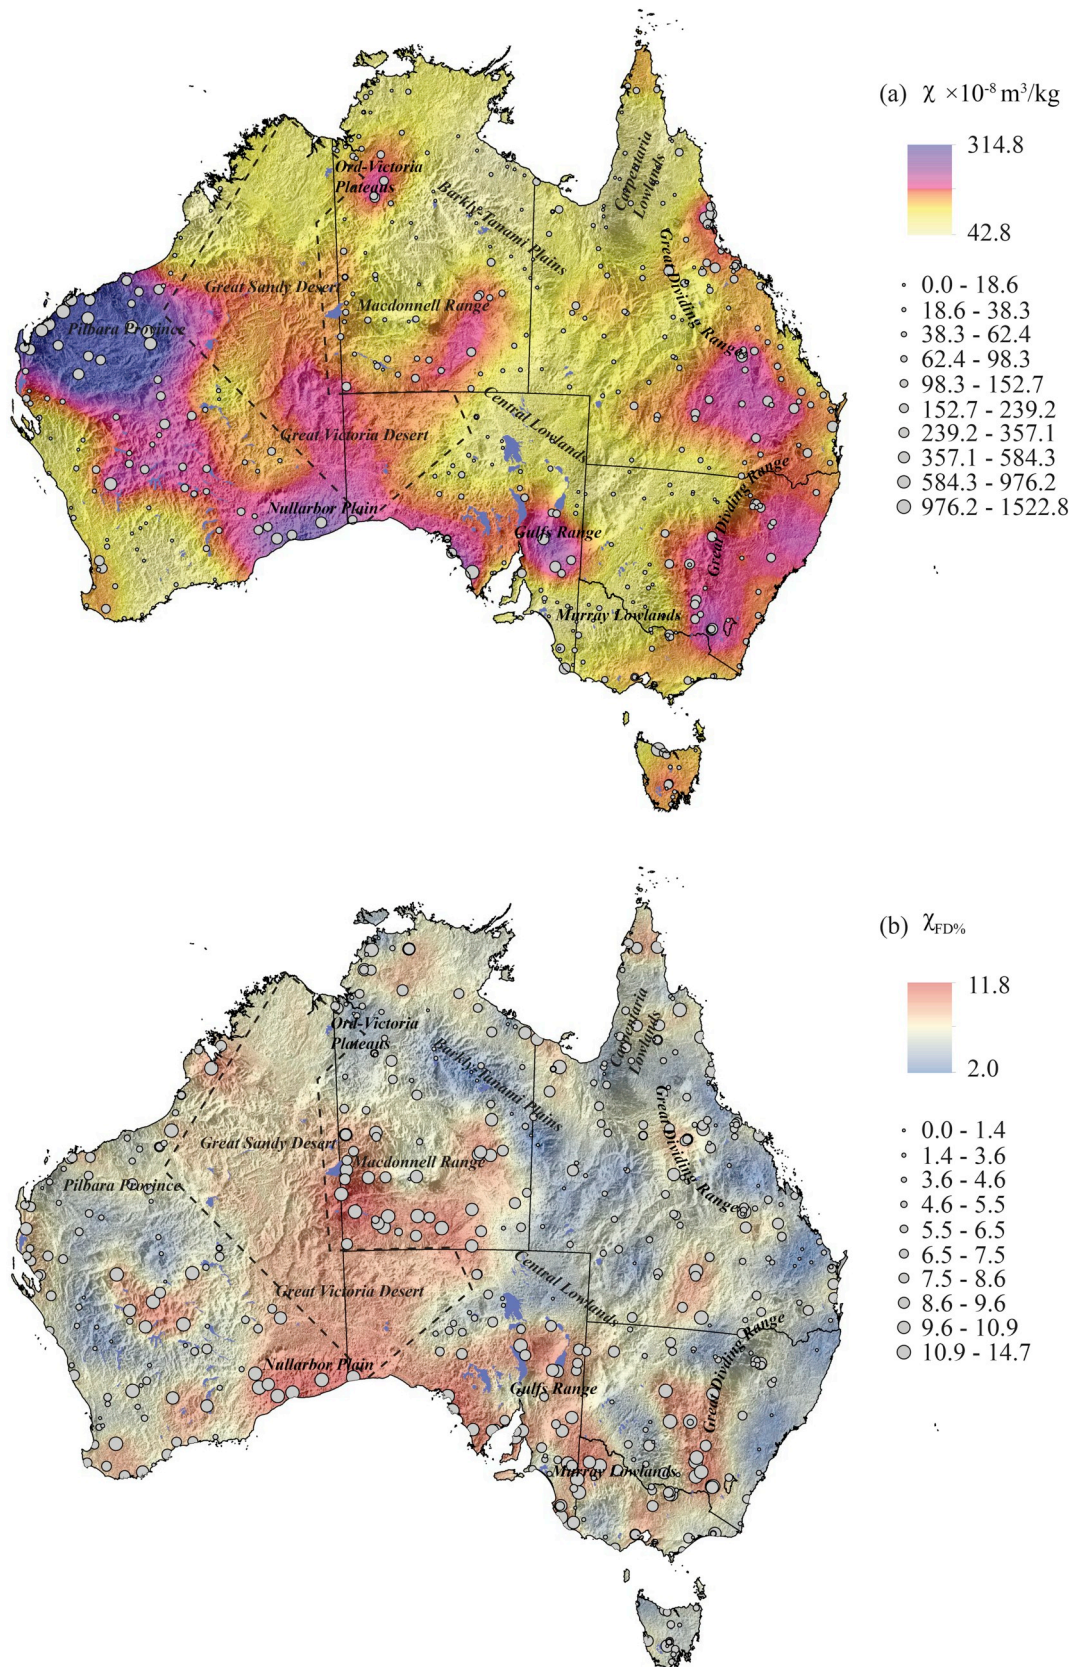 (a) χ ×10⁻⁸ m³/kg
314.8
42.8
0.0 - 18.6
18.6 - 38.3
38.3 - 62.4
62.4 - 98.3
98.3 - 152.7
152.7 - 239.2
239.2 - 357.1
357.1 - 584.3
584.3 - 976.2
976.2 - 1522.8
Ord-Victoria
Plateaus
Carpentaria
Lowlands
Barkly-Tanami Plains
Great Dividing Range
Great Sandy Desert
Macdonnell Range
Pilbara Province
Central Lowlands
Great Victoria Desert
Great Divding Range
Nullarbor Plain
Gulfs Range
Murray Lowlands
(b) χFD%
11.8
2.0
0.0 - 1.4
1.4 - 3.6
3.6 - 4.6
4.6 - 5.5
5.5 - 6.5
6.5 - 7.5
7.5 - 8.6
8.6 - 9.6
9.6 - 10.9
10.9 - 14.7
Ord-Victoria
Plateaus
Carpentaria
Lowlands
Barkly-Tanami Plains
Great Dividing Range
Great Sandy Desert
Macdonnell Range
Pilbara Province
Central Lowlands
Great Victoria Desert
Great Divding Range
Nullarbor Plain
Gulfs Range
Murray Lowlands